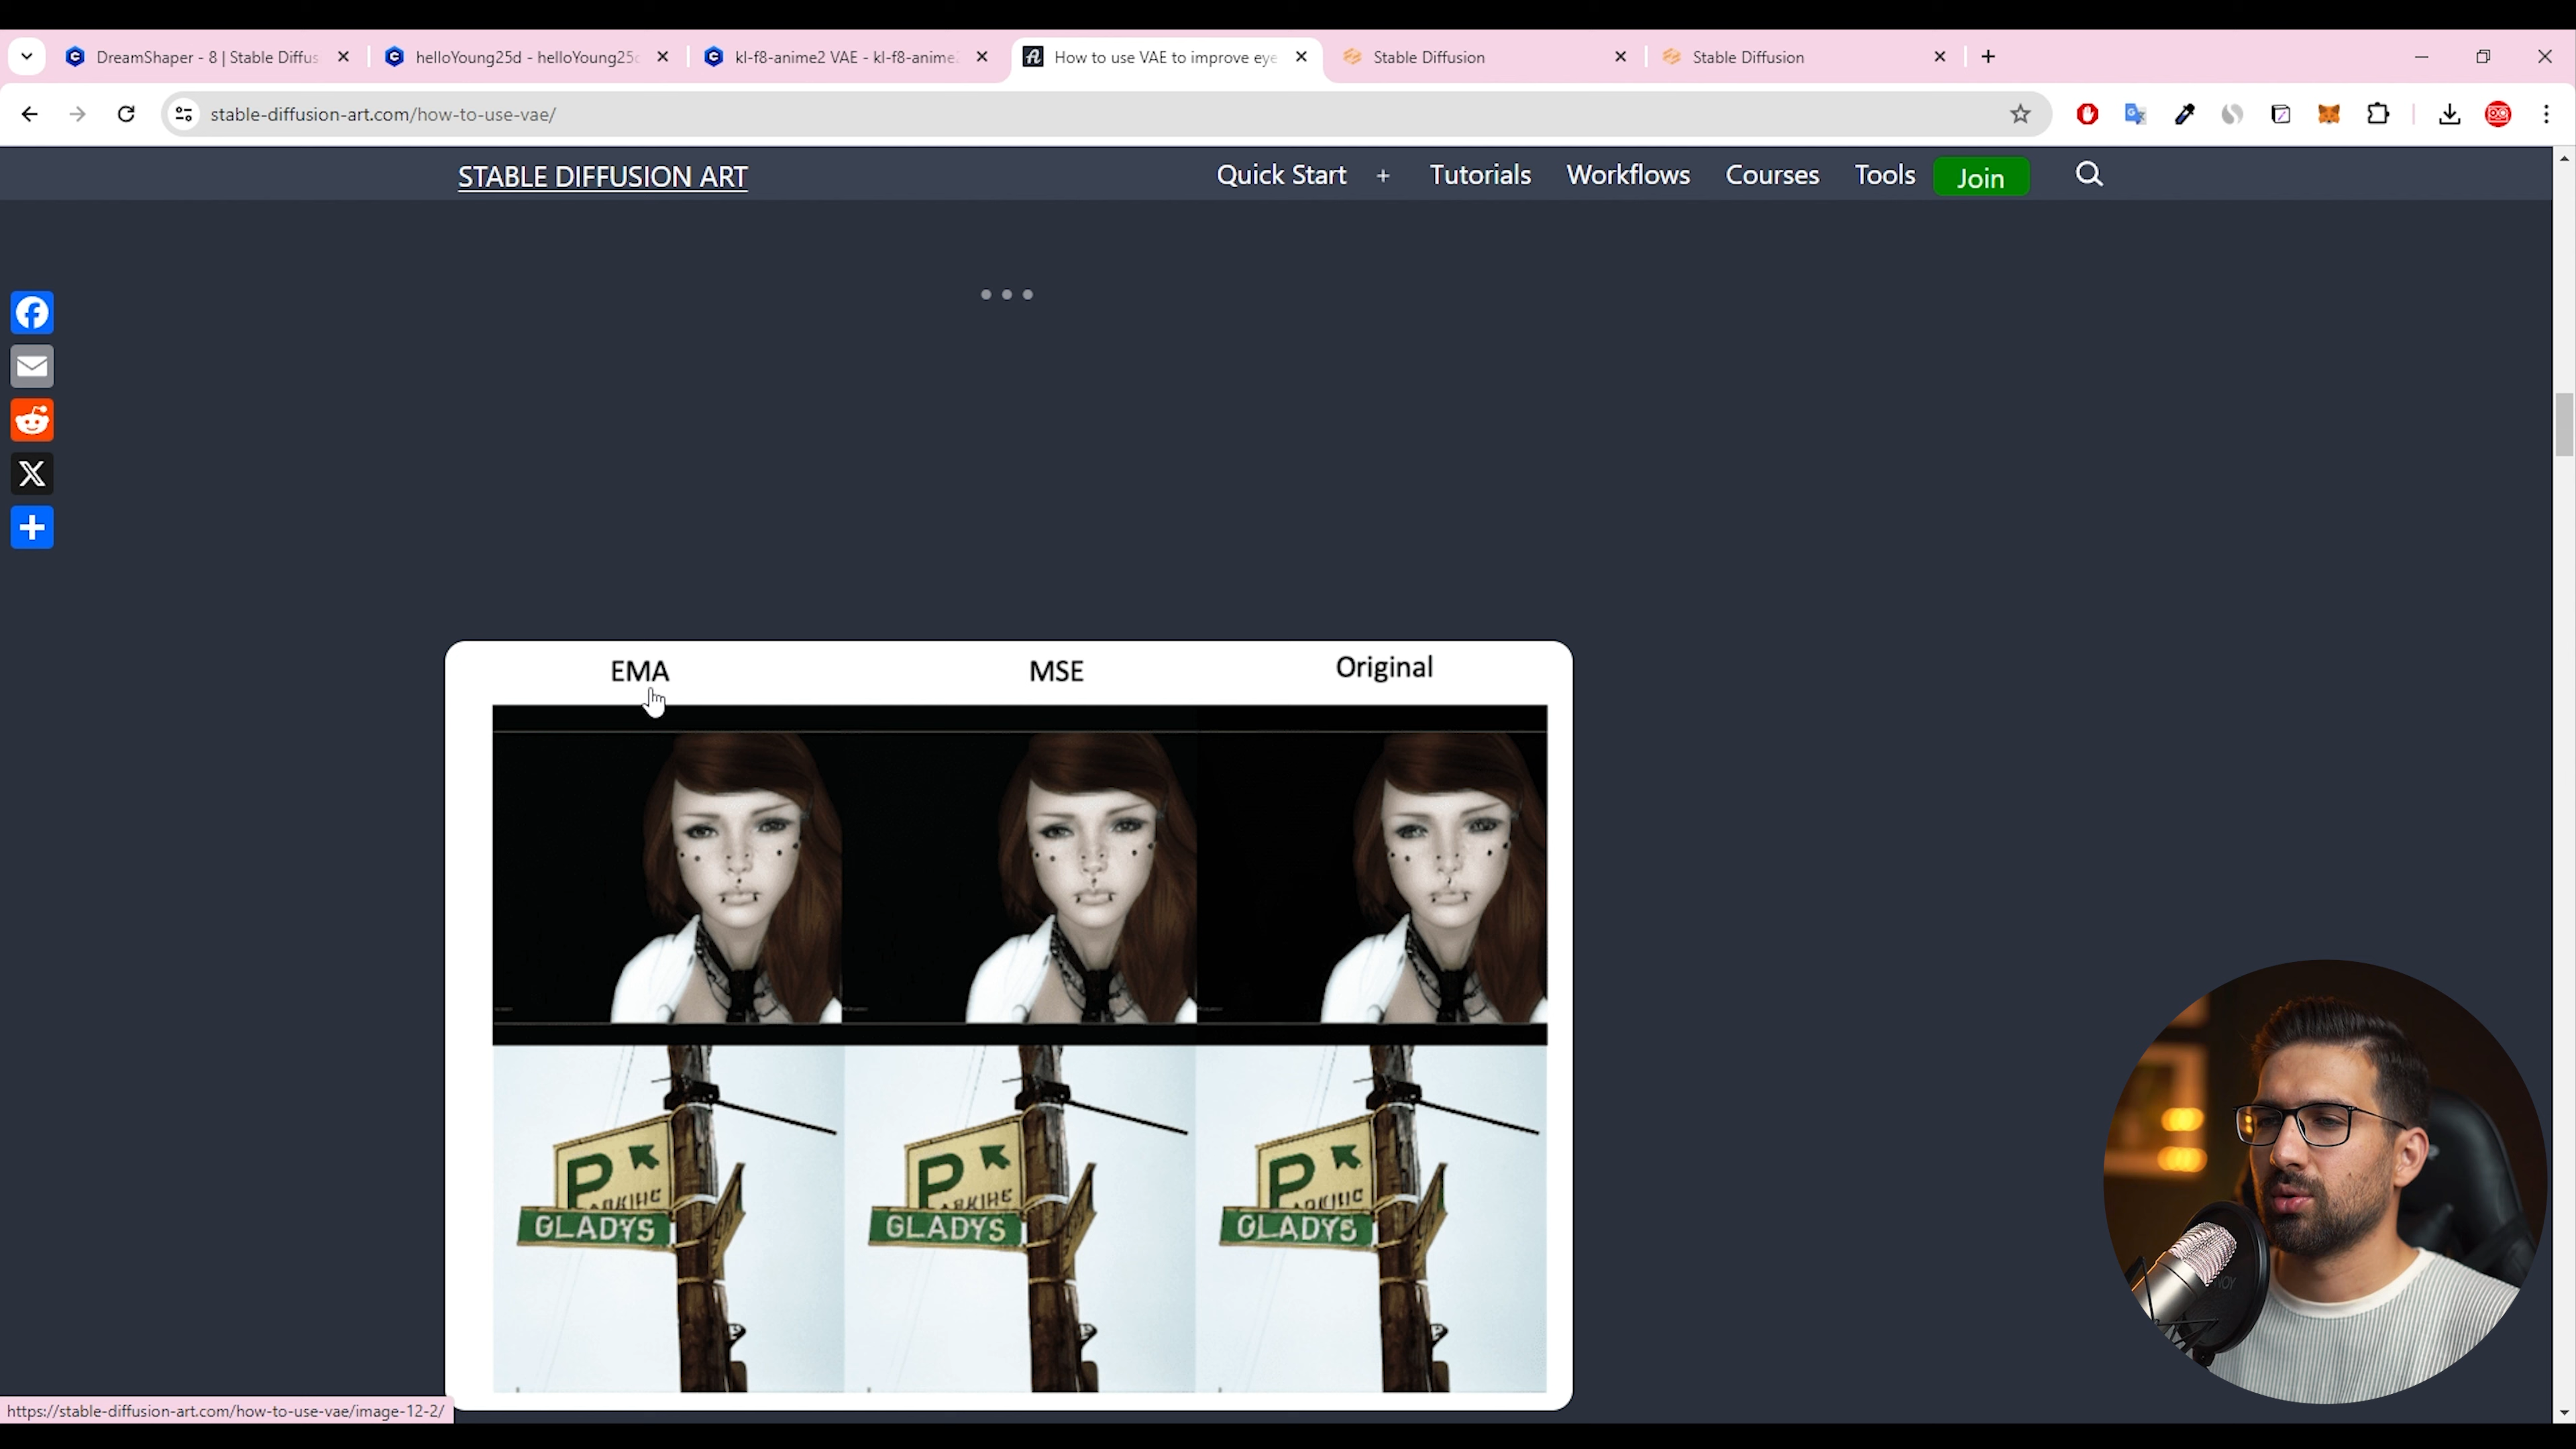 DreamShaper - 8 | Stable Diffus
helloYoung25d - helloYoung25d
kl-f8-anime2 VAE - kl-f8-anime2
How to use VAE to improve eye
Stable Diffusion
Stable Diffusion
stable-diffusion-art.com/how-to-use-vae/
STABLE DIFFUSION ART
Quick Start +
Tutorials
Workflows
Courses
Tools
Join
EMA
MSE
Original
P
GLADYS
P
GLADYS
P
GLADYS
https://stable-diffusion-art.com/how-to-use-vae/image-12-2/